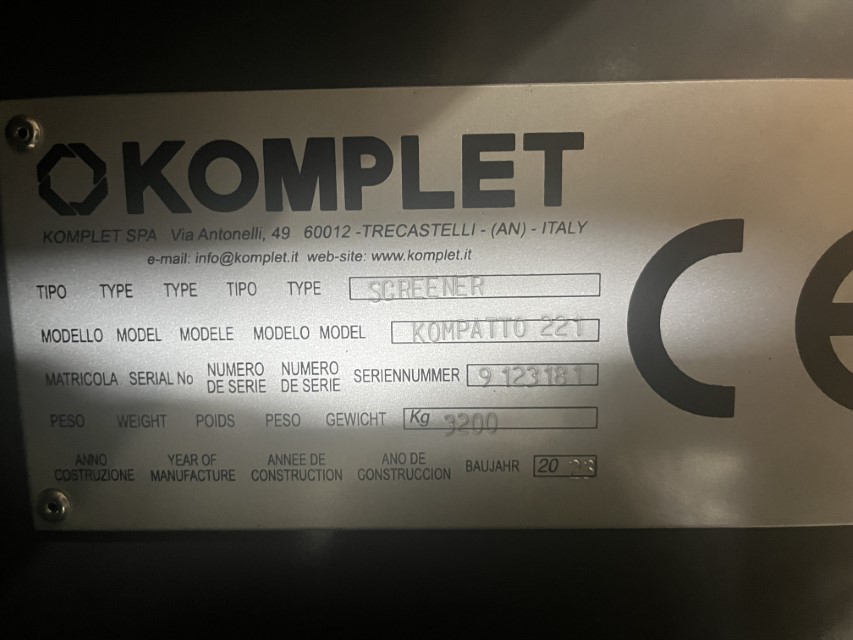 KOMPLET
KOMPLET SPA Via Antonelli, 49 60012 -TRECASTELLI - (AN) - ITALY
e-mail: info@komplet.it web-site: www.komplet.it
TIPO TYPE TYPE TIPO TYPE SCREENER
MODELLO MODEL MODELE MODELO MODEL KOMPATTO 221
MATRICOLA SERIAL No NUMERO DE SERIE NUMERO DE SERIE SERIENNUMMER 9 123181
PESO WEIGHT POIDS PESO GEWICHT Kg 3200
ANNO COSTRUZIONE YEAR OF MANUFACTURE ANNEE DE CONSTRUCTION ANO DE CONSTRUCCION BAUJAHR 20 23
CE